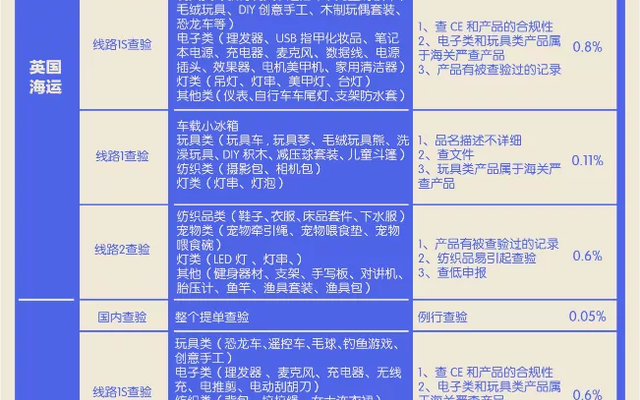 毛绒玩具、DIY 创意手工、木制玩偶套装、
恐龙车等）
电子类（理发器、USB 指甲化妆品、笔记
本电源、充电器、麦克风、数据线、电源
插头、效果器、电机美甲机、家用清洁器）
灯类（吊灯、灯串、美甲灯、台灯）
其他类（仪表、自行车车尾灯、支架防水套）
线路1S查验
1、查 CE 和产品的合规性
2、电子类和玩具类产品属
于海关严查产品
3、产品有被查验过的记录
0.8%
英国
海运
线路1查验
车载小冰箱
玩具类（玩具车，玩具琴、毛绒玩具熊、洗
澡玩具、DIY 积木、减压球套装、儿童斗篷）
纺织类（摄影包、相机包）
灯类（灯串、灯泡）
1、品名描述不详细
2、查文件
3、玩具类产品属于海关严
查产品
0.11%
线路2查验
纺织品类（鞋子、衣服、床品套件、下水服）
宠物类（宠物牵引绳、宠物喂食垫、宠物
喂食碗）
灯类（LED 灯 、灯串、）
其他（健身器材、支架、手写板、对讲机、
胎压计、鱼竿、渔具套装、渔具包）
1、产品有被查验过的记录
2、纺织品易引起查验
3、查低申报
0.6%
国内查验
整个提单查验
例行查验
0.05%
线路1S查验
玩具类（恐龙车、遥控车、毛球、钓鱼游戏、
创意手工）
电子类（理发器 、麦克风、充电器、无线
充、电推剪、电动刮胡刀）
1、查 CE 和产品的合规性
2、电子类和玩具类产品属
于海关严查产品
0.6%